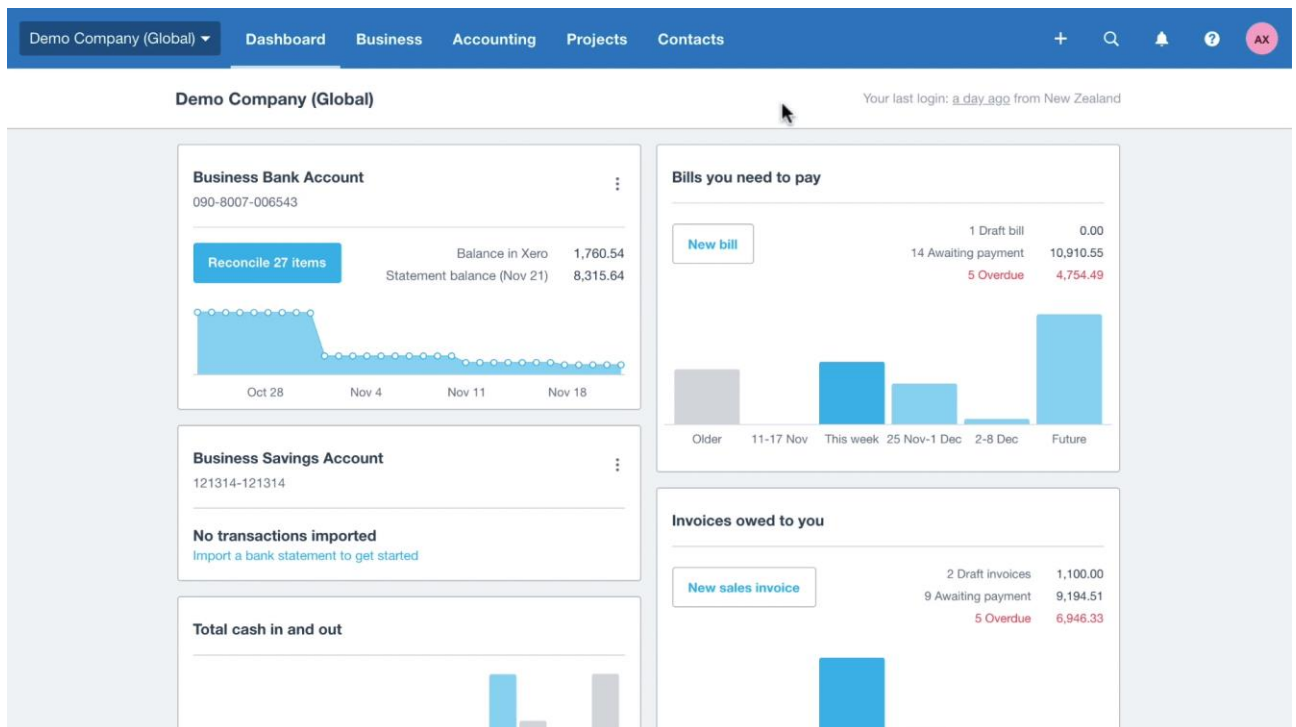 Demo Company (Global) Dashboard Business Accounting Projects Contacts AX
Demo Company (Global)
Your last login: a day ago from New Zealand
Business Bank Account
090-8007-006543
Reconcile 27 items
Balance in Xero 1,760.54
Statement balance (Nov 21) 8,315.64
Oct 28 Nov 4 Nov 11 Nov 18
Business Savings Account
121314-121314
No transactions imported
Import a bank statement to get started
Total cash in and out
Bills you need to pay
New bill
1 Draft bill 0.00
14 Awaiting payment 10,910.55
5 Overdue 4,754.49
Older 11-17 Nov This week 25 Nov-1 Dec 2-8 Dec Future
Invoices owed to you
New sales invoice
2 Draft invoices 1,100.00
9 Awaiting payment 9,194.51
5 Overdue 6,946.33